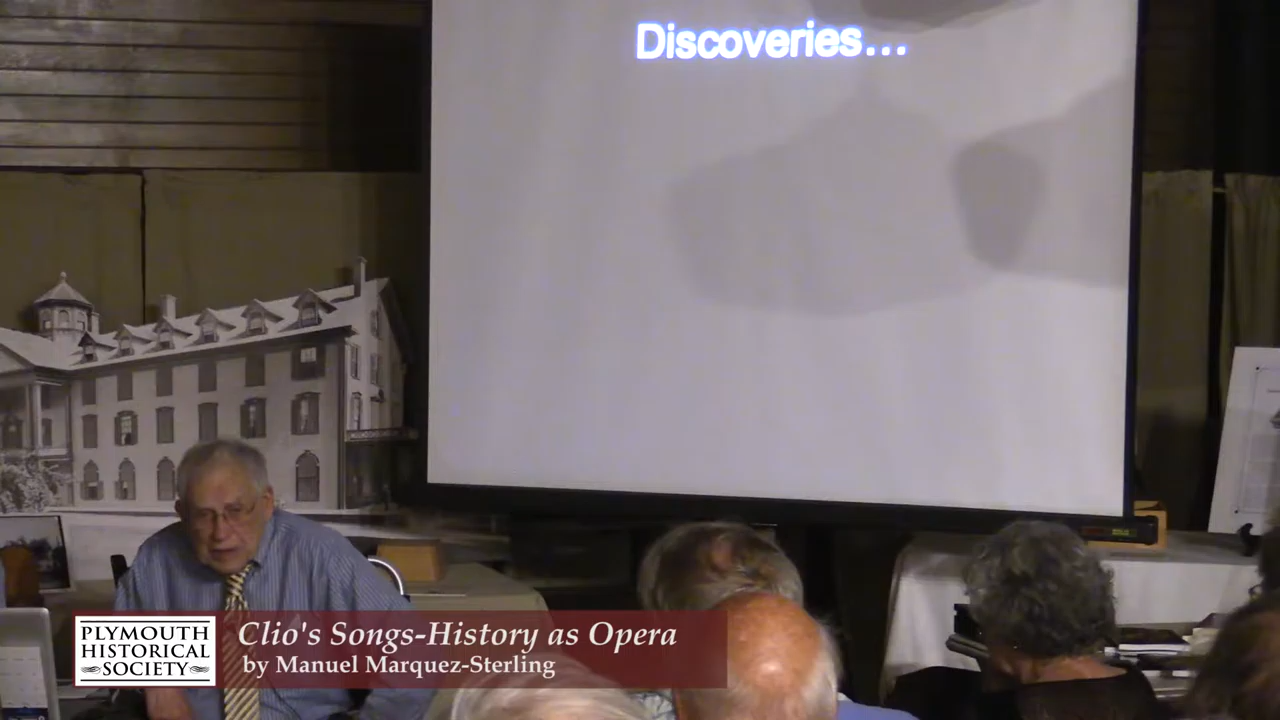 Discoveries...
PLYMOUTH
HISTORICAL
SOCIETY
Clio's Songs-History as Opera
by Manuel Marquez-Sterling